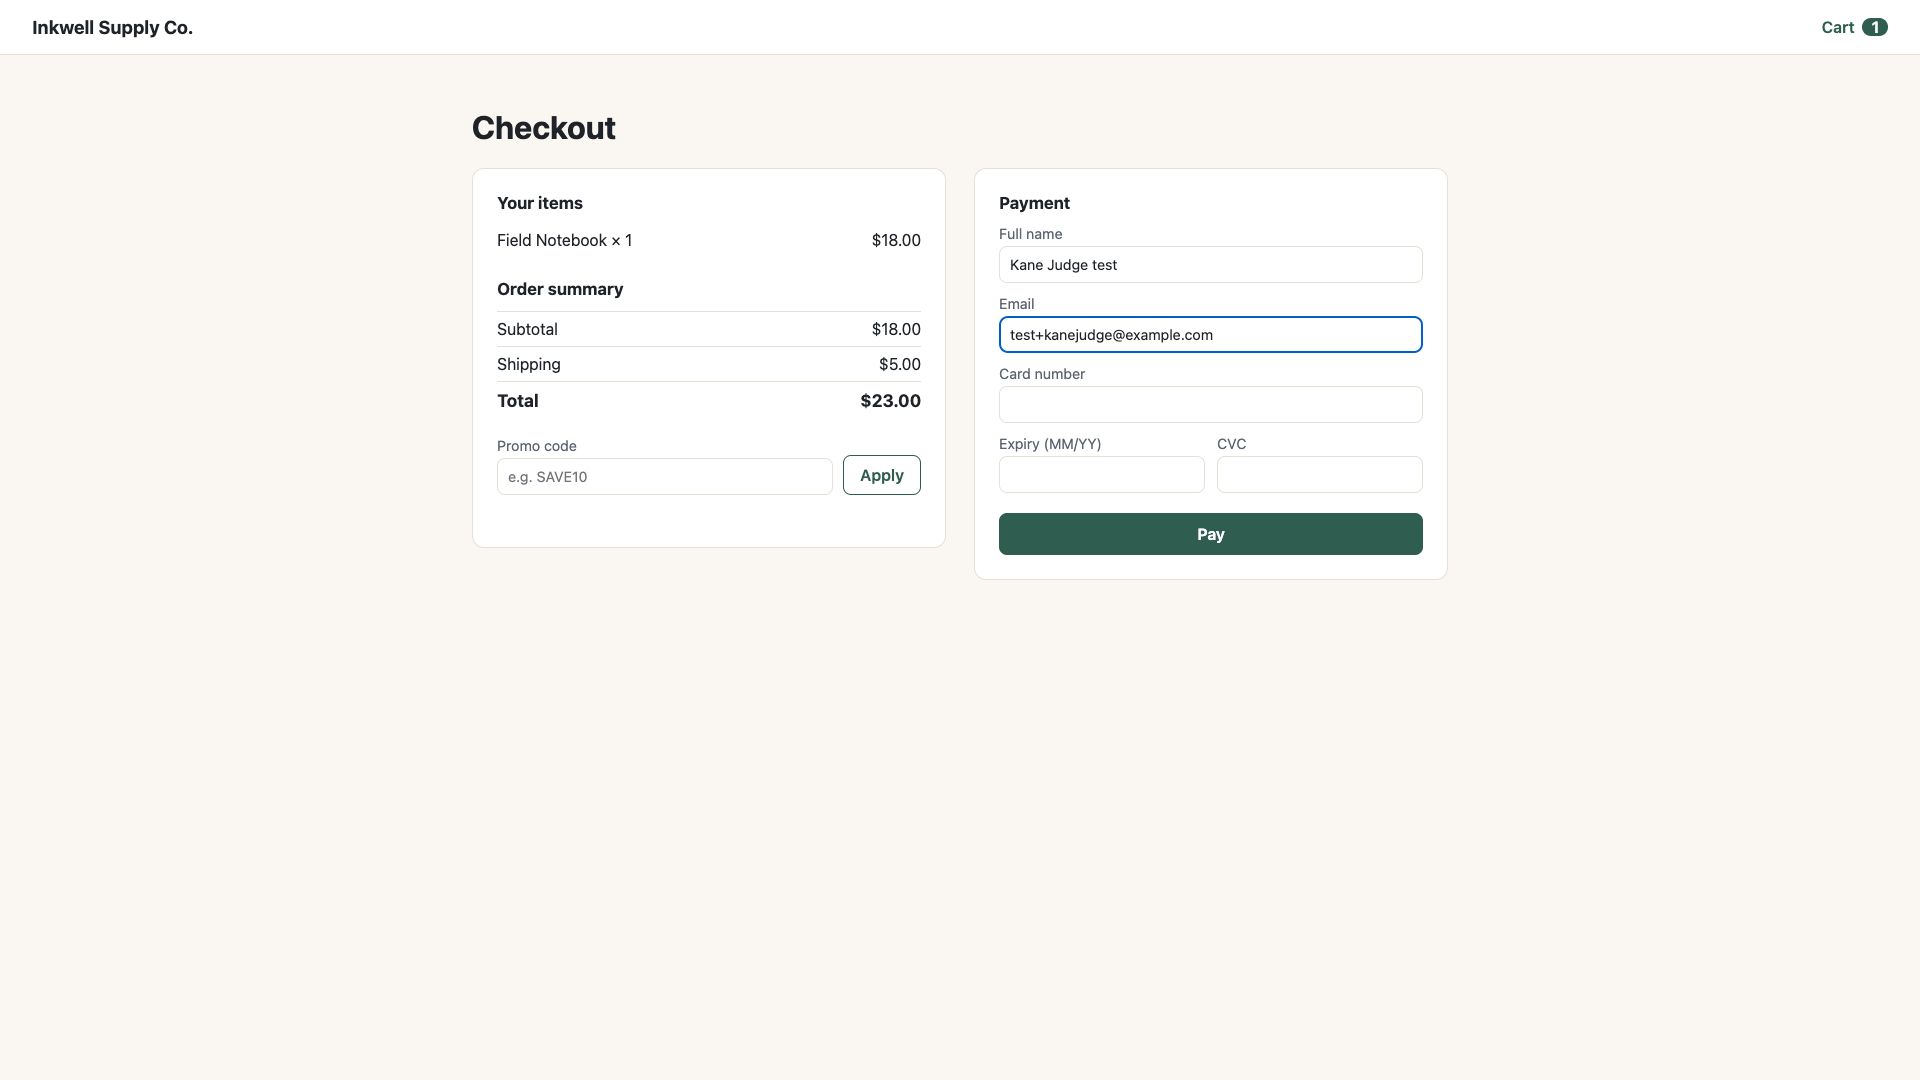 Inkwell Supply Co.
Cart 1
Checkout
Your items
Field Notebook × 1 $18.00
Order summary
Subtotal $18.00
Shipping $5.00
Total $23.00
Promo code
e.g. SAVE10
Apply
Payment
Full name
Kane Judge test
Email
test+kanejudge@example.com
Card number
Expiry (MM/YY) CVC
Pay